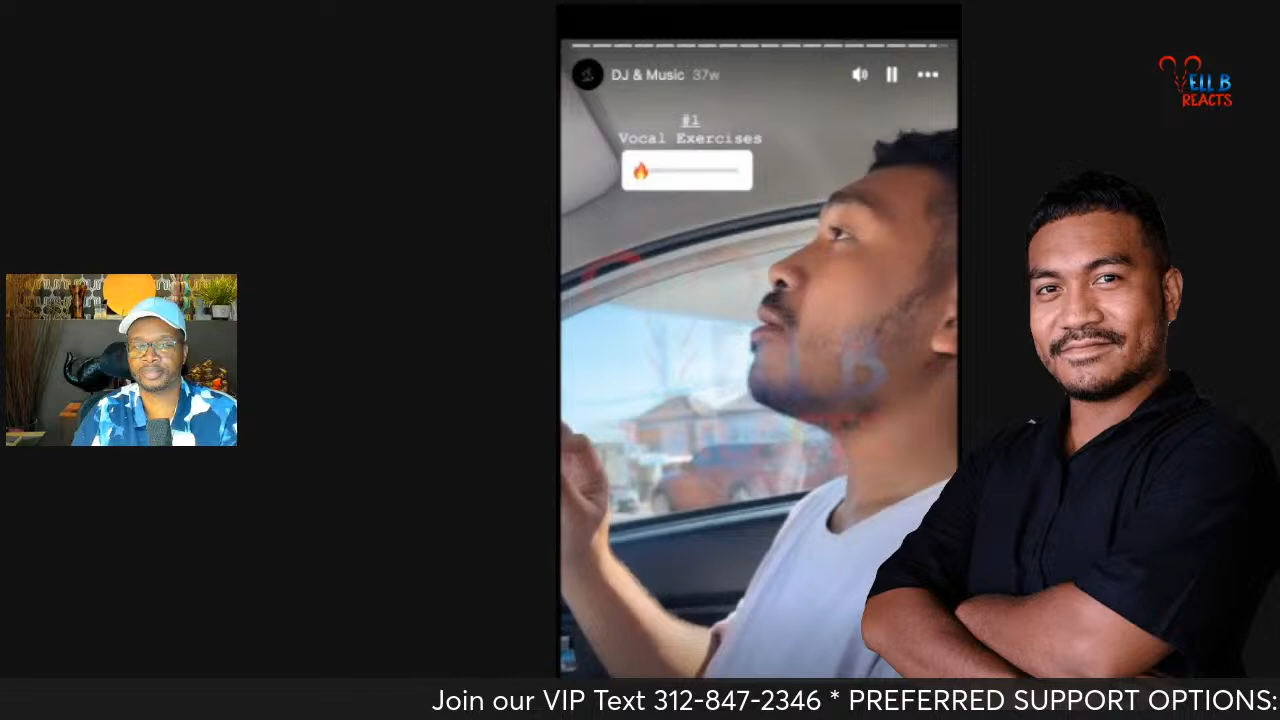 DJ & Music 37w
#1
Vocal Exercises
ELL B
REACTS
Join our VIP Text 312-847-2346 * PREFERRED SUPPORT OPTIONS: